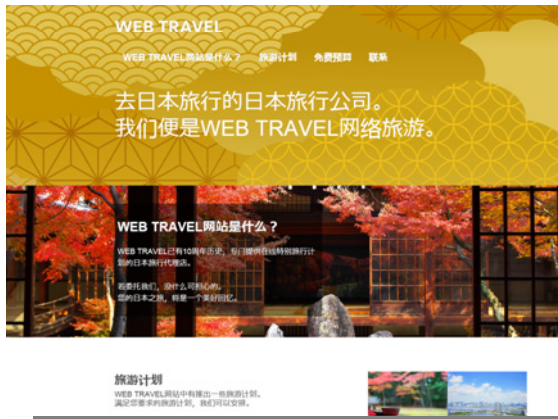 WEB TRAVEL
WEB TRAVEL网站是什么？ 旅游计划 免费预算 联系
去日本旅行的日本旅行公司。
我们便是WEB TRAVEL网络旅游。
WEB TRAVEL网站是什么？
WEB TRAVEL已有10周年历史，专门提供在线特别旅行计
划的日本旅行代理店。
若委托我们，没什么可担心的。
您的日本之旅，将是一个美好回忆。
旅游计划
WEB TRAVEL网站中有推出一些旅游计划。
满足您要求的旅游计划，我们可以安排。